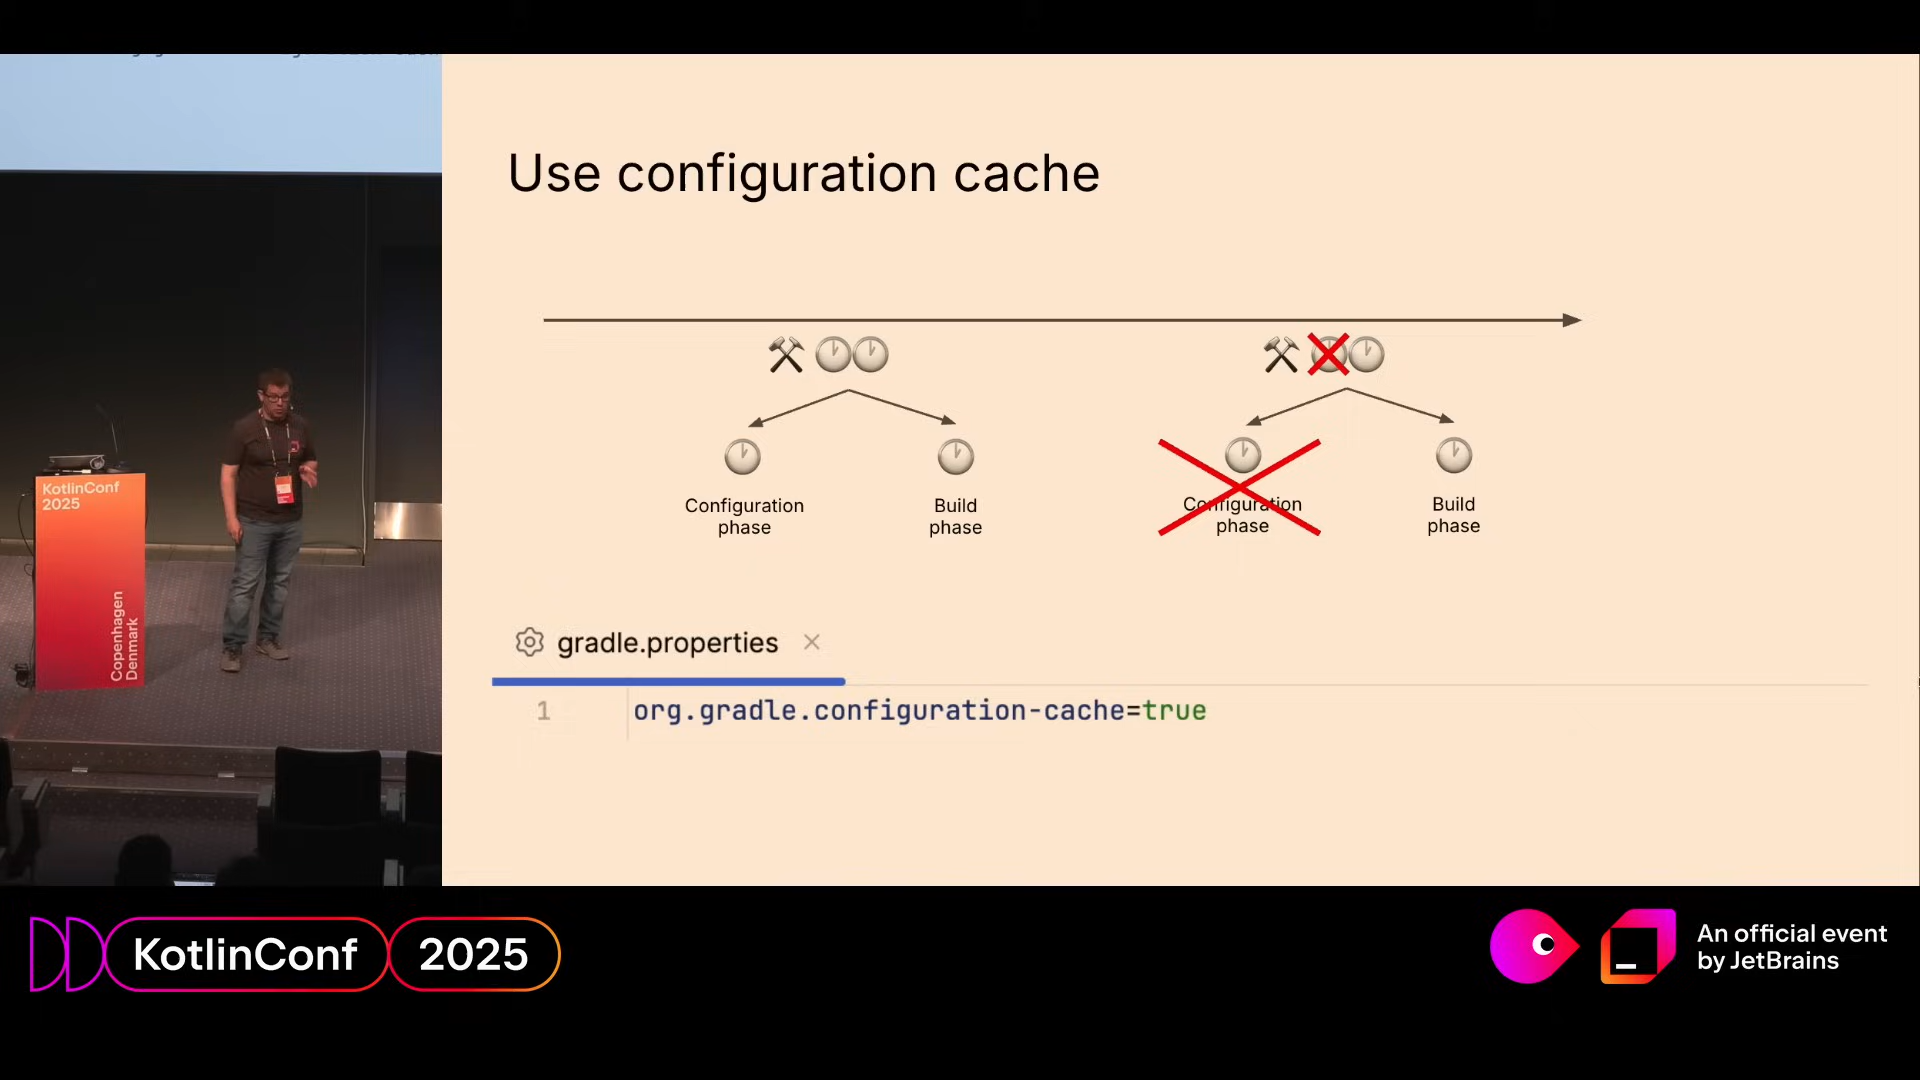 Use configuration cache
Configuration
phase
Build
phase
Configuration
phase
Build
phase
gradle.properties
1
org.gradle.configuration-cache=true
KotlinConf
2025
Copenhagen
Denmark
KotlinConf 2025
An official event
by JetBrains